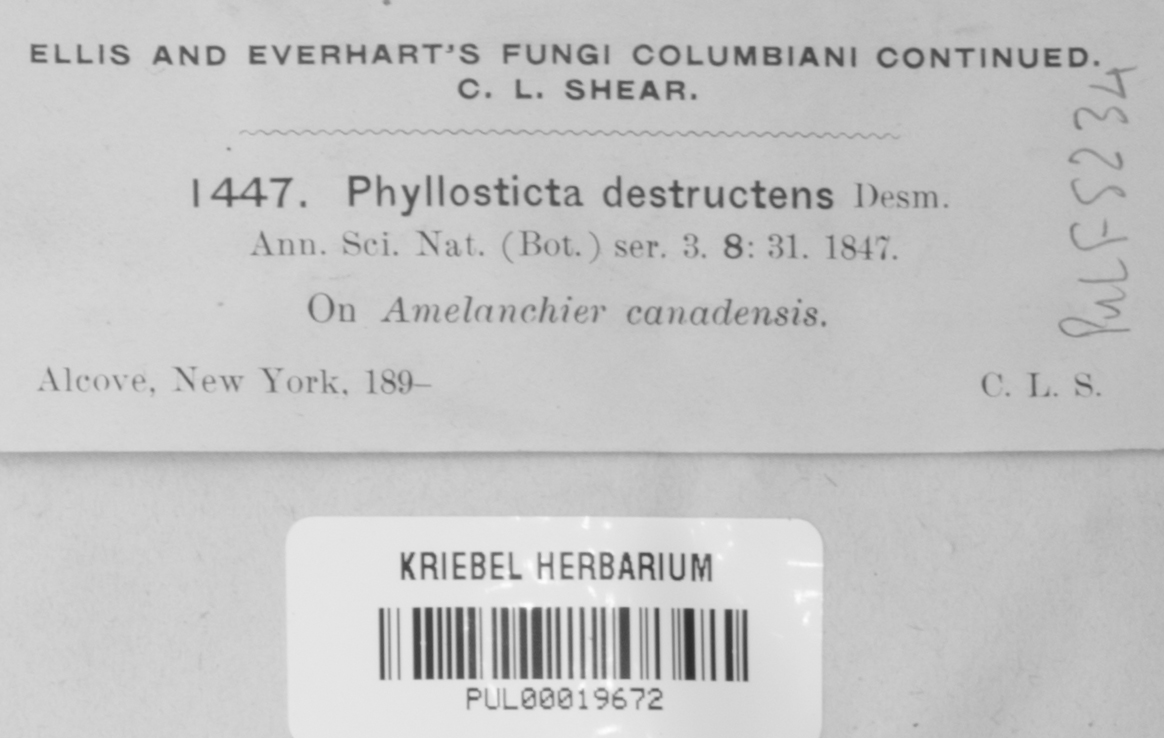 ELLIS AND EVERHART'S FUNGI COLUMBIANI CONTINUED.
C. L. SHEAR.
1447. Phyllosticta destructens Desm.
Ann. Sci. Nat. (Bot.) ser. 3. 8: 31. 1847.
On Amelanchier canadensis.
Alcove, New York, 189–
C. L. S.
PULF5234
KRIEBEL HERBARIUM
PUL00019672